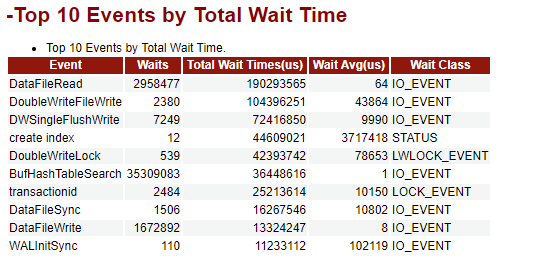 -Top 10 Events by Total Wait Time
• Top 10 Events by Total Wait Time.
Event Waits Total Wait Times(us) Wait Avg(us) Wait Class
DataFileRead 2958477 190293565 64 IO_EVENT
DoubleWriteFileWrite 2380 104396251 43864 IO_EVENT
DWSingleFlushWrite 7249 72416850 9990 IO_EVENT
create index 12 44609021 3717418 STATUS
DoubleWriteLock 539 42393742 78653 LWLOCK_EVENT
BufHashTableSearch 35309083 36448616 1 IO_EVENT
transactionid 2484 25213614 10150 LOCK_EVENT
DataFileSync 1506 16267546 10802 IO_EVENT
DataFileWrite 1672892 13324247 8 IO_EVENT
WALInitSync 110 11233112 102119 IO_EVENT